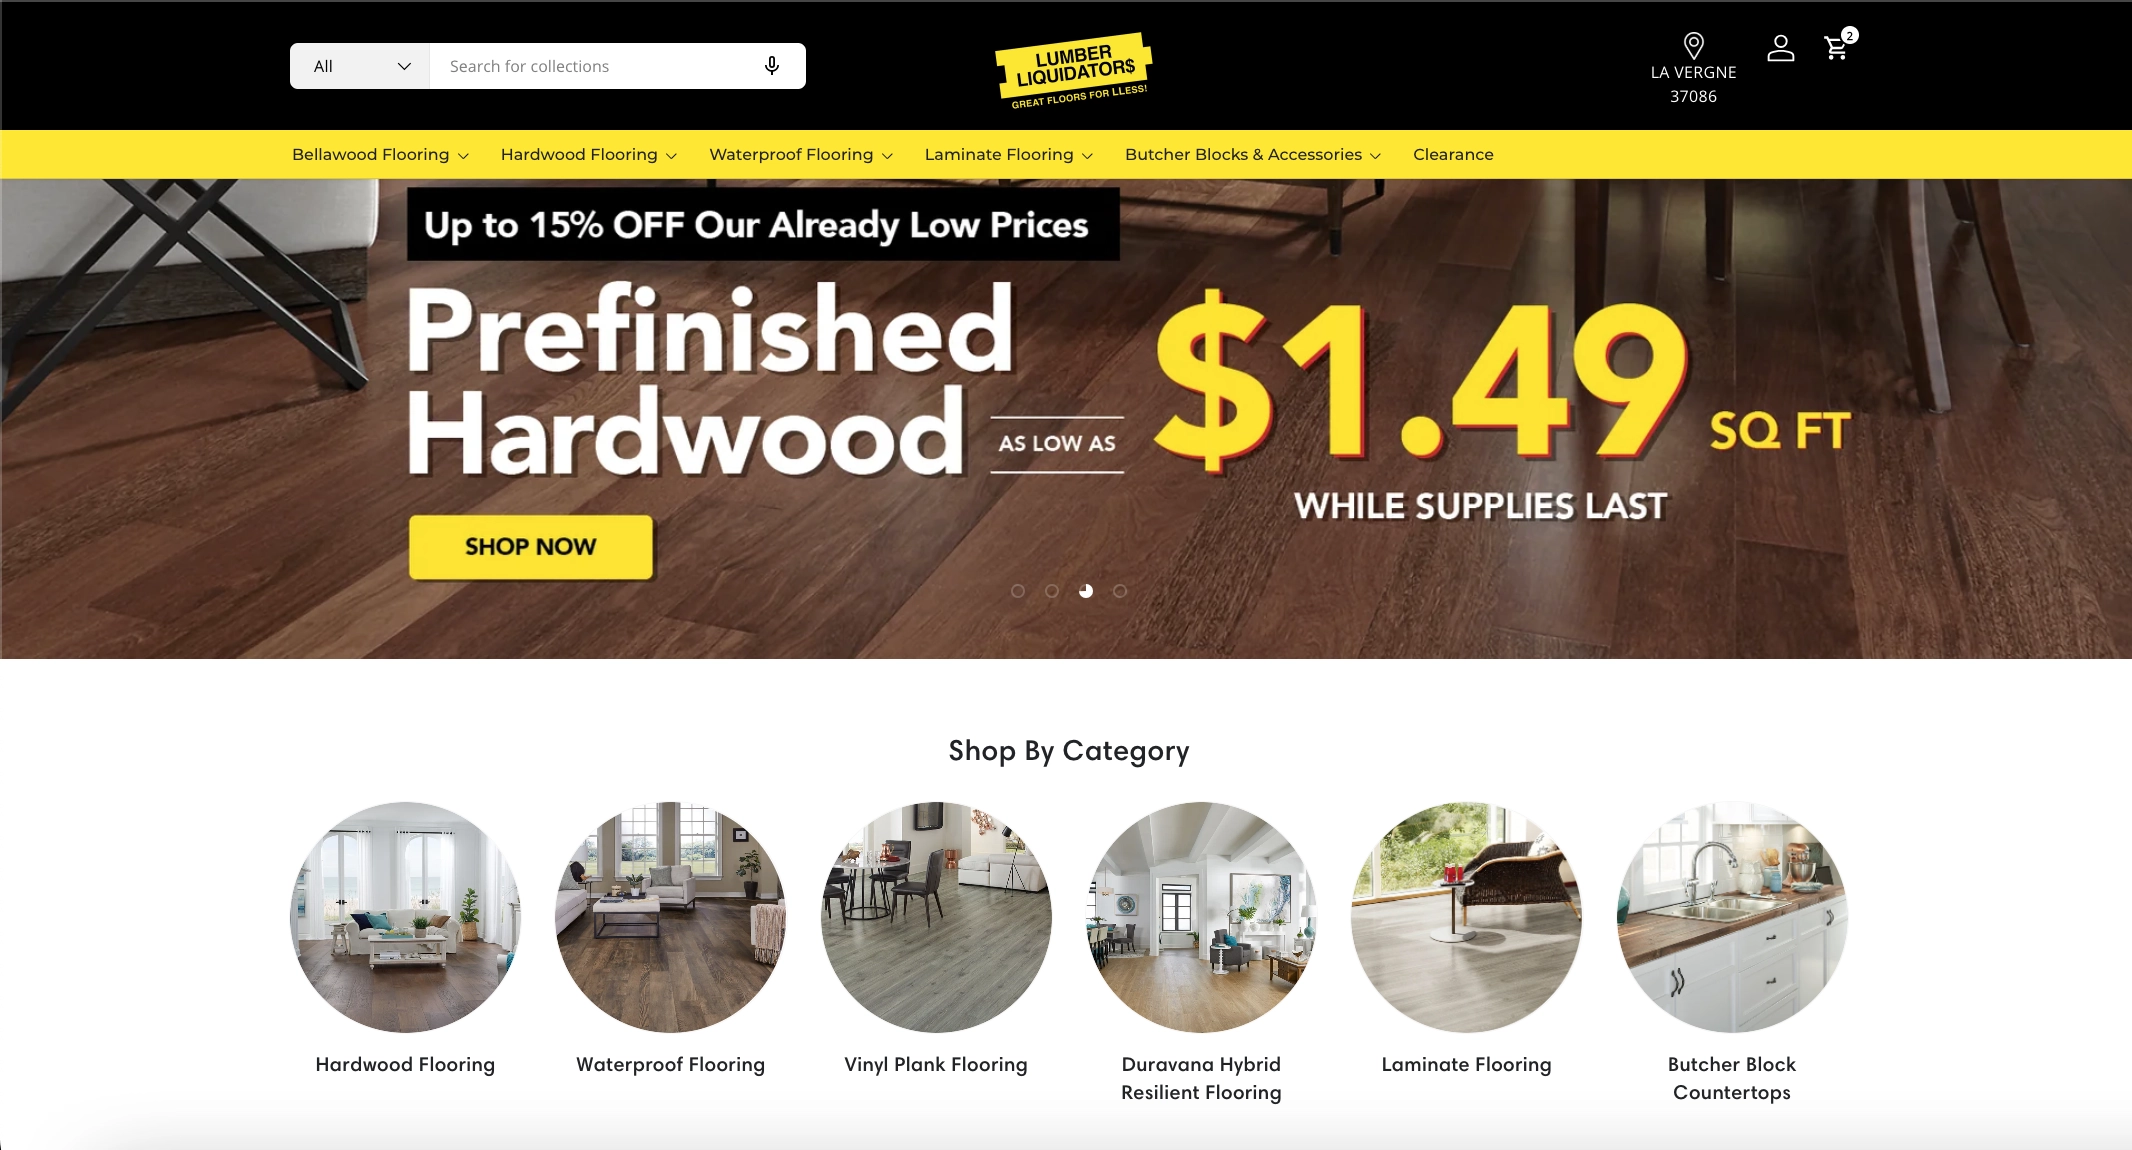 All
Search for collections
LUMBER
LIQUIDATOR$
GREAT FLOORS FOR LLESS!
LA VERGNE
37086
2
Bellawood Flooring
Hardwood Flooring
Waterproof Flooring
Laminate Flooring
Butcher Blocks & Accessories
Clearance
Up to 15% OFF Our Already Low Prices
Prefinished
Hardwood
AS LOW AS
$1.49
SQ FT
WHILE SUPPLIES LAST
SHOP NOW
Shop By Category
Hardwood Flooring
Waterproof Flooring
Vinyl Plank Flooring
Duravana Hybrid
Resilient Flooring
Laminate Flooring
Butcher Block
Countertops